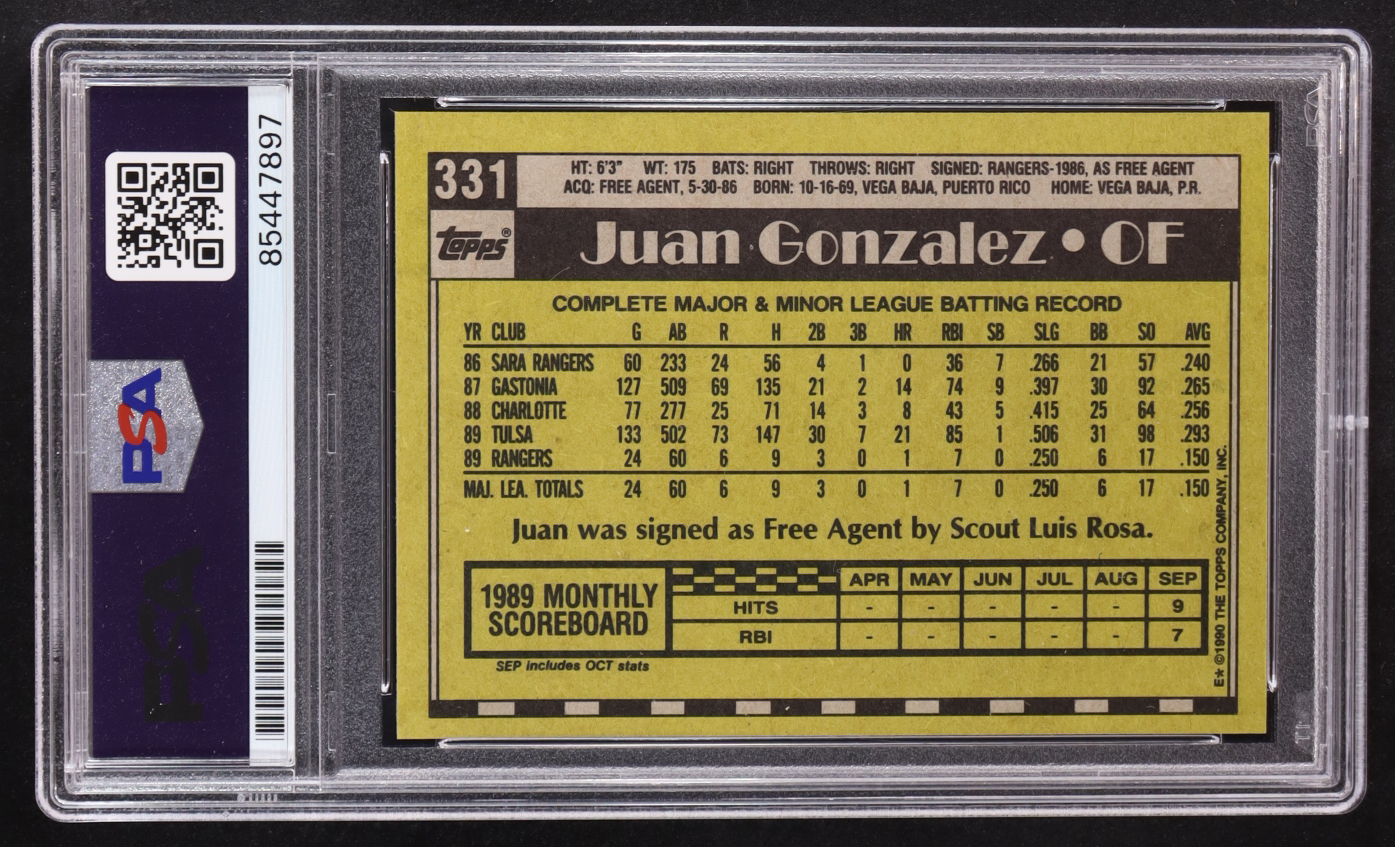 85447897
PSA
PSA
331
HT: 6'3" WT: 175 BATS: RIGHT THROWS: RIGHT SIGNED: RANGERS-1986, AS FREE AGENT
ACQ: FREE AGENT, 5-30-86 BORN: 10-16-69, VEGA BAJA, PUERTO RICO HOME: VEGA BAJA, P.R.
topps®
Juan Gonzalez • OF
COMPLETE MAJOR & MINOR LEAGUE BATTING RECORD
YR CLUB G AB R H 2B 3B HR RBI SB SLG BB SO AVG
86 SARA RANGERS 60 233 24 56 4 1 0 36 7 .266 21 57 .240
87 GASTONIA 127 509 69 135 21 2 14 74 9 .397 30 92 .265
88 CHARLOTTE 77 277 25 71 14 3 8 43 5 .415 25 64 .256
89 TULSA 133 502 73 147 30 7 21 85 1 .506 31 98 .293
89 RANGERS 24 60 6 9 3 0 1 7 0 .250 6 17 .150
MAJ. LEA. TOTALS 24 60 6 9 3 0 1 7 0 .250 6 17 .150
Juan was signed as Free Agent by Scout Luis Rosa.
1989 MONTHLY
SCOREBOARD
APR MAY JUN JUL AUG SEP
HITS - - - - - 9
RBI - - - - - 7
SEP includes OCT stats
E* ©1990 THE TOPPS COMPANY, INC.
PSA